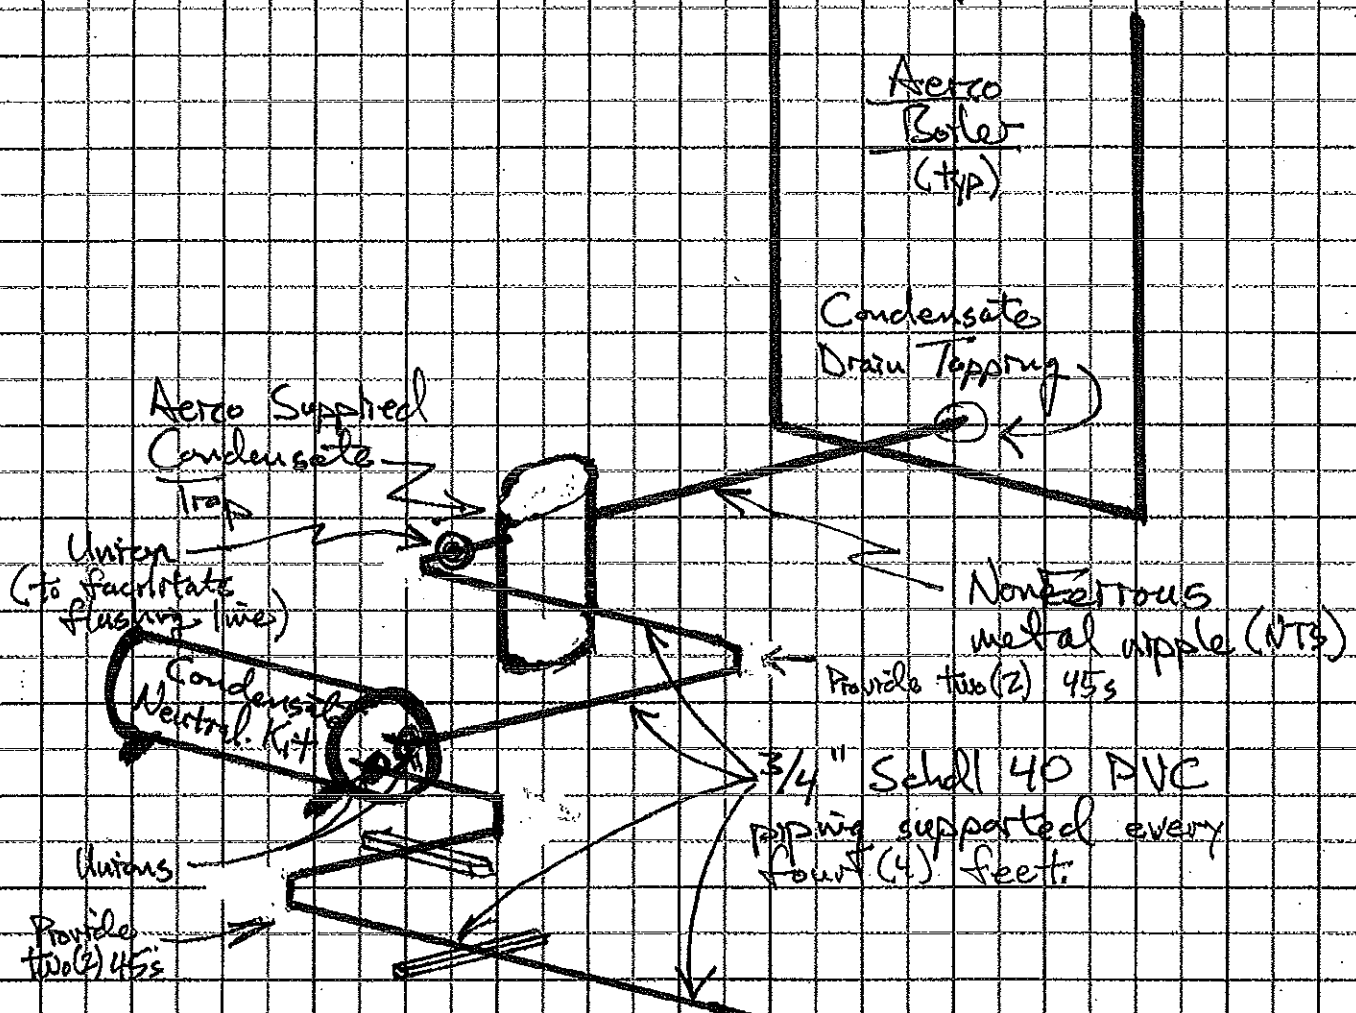 Aerco
Boiler
(typ)
Condensate
Drain Tapping
Aerco Supplied
Condensate
Trap
Union
(to facilitate
flushing lines)
Condensate
Neutral. Kit
NonFerrous
metal nipple (NTS)
Provide two(2) 45s
3/4" Schdl 40 PVC
piping supported every
four (4) feet.
Unions
Provide
two(2) 45s